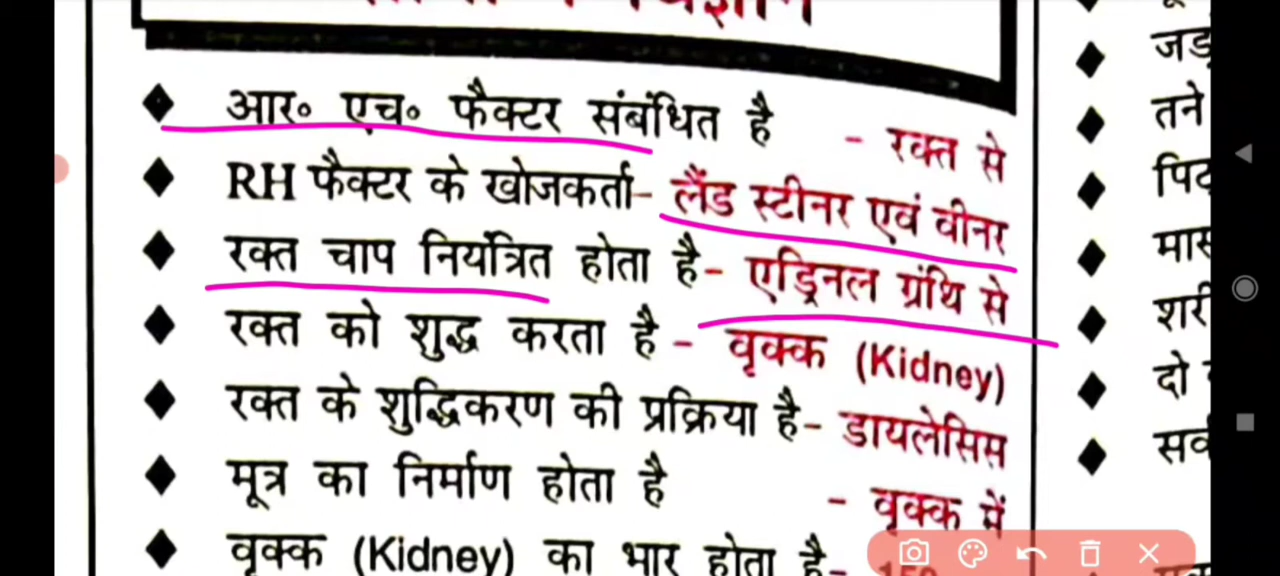 आर० एच० फैक्टर संबंधित है - रक्त से
RH फैक्टर के खोजकर्ता- लैंड स्टीनर एवं वीनर
रक्त चाप नियंत्रित होता है- एड्रिनल ग्रंथि से
रक्त को शुद्ध करता है - वृक्क (Kidney)
रक्त के शुद्धिकरण की प्रक्रिया है- डायलेसिस
मूत्र का निर्माण होता है - वृक्क में
वृक्क (Kidney) का भार होता है-
तने